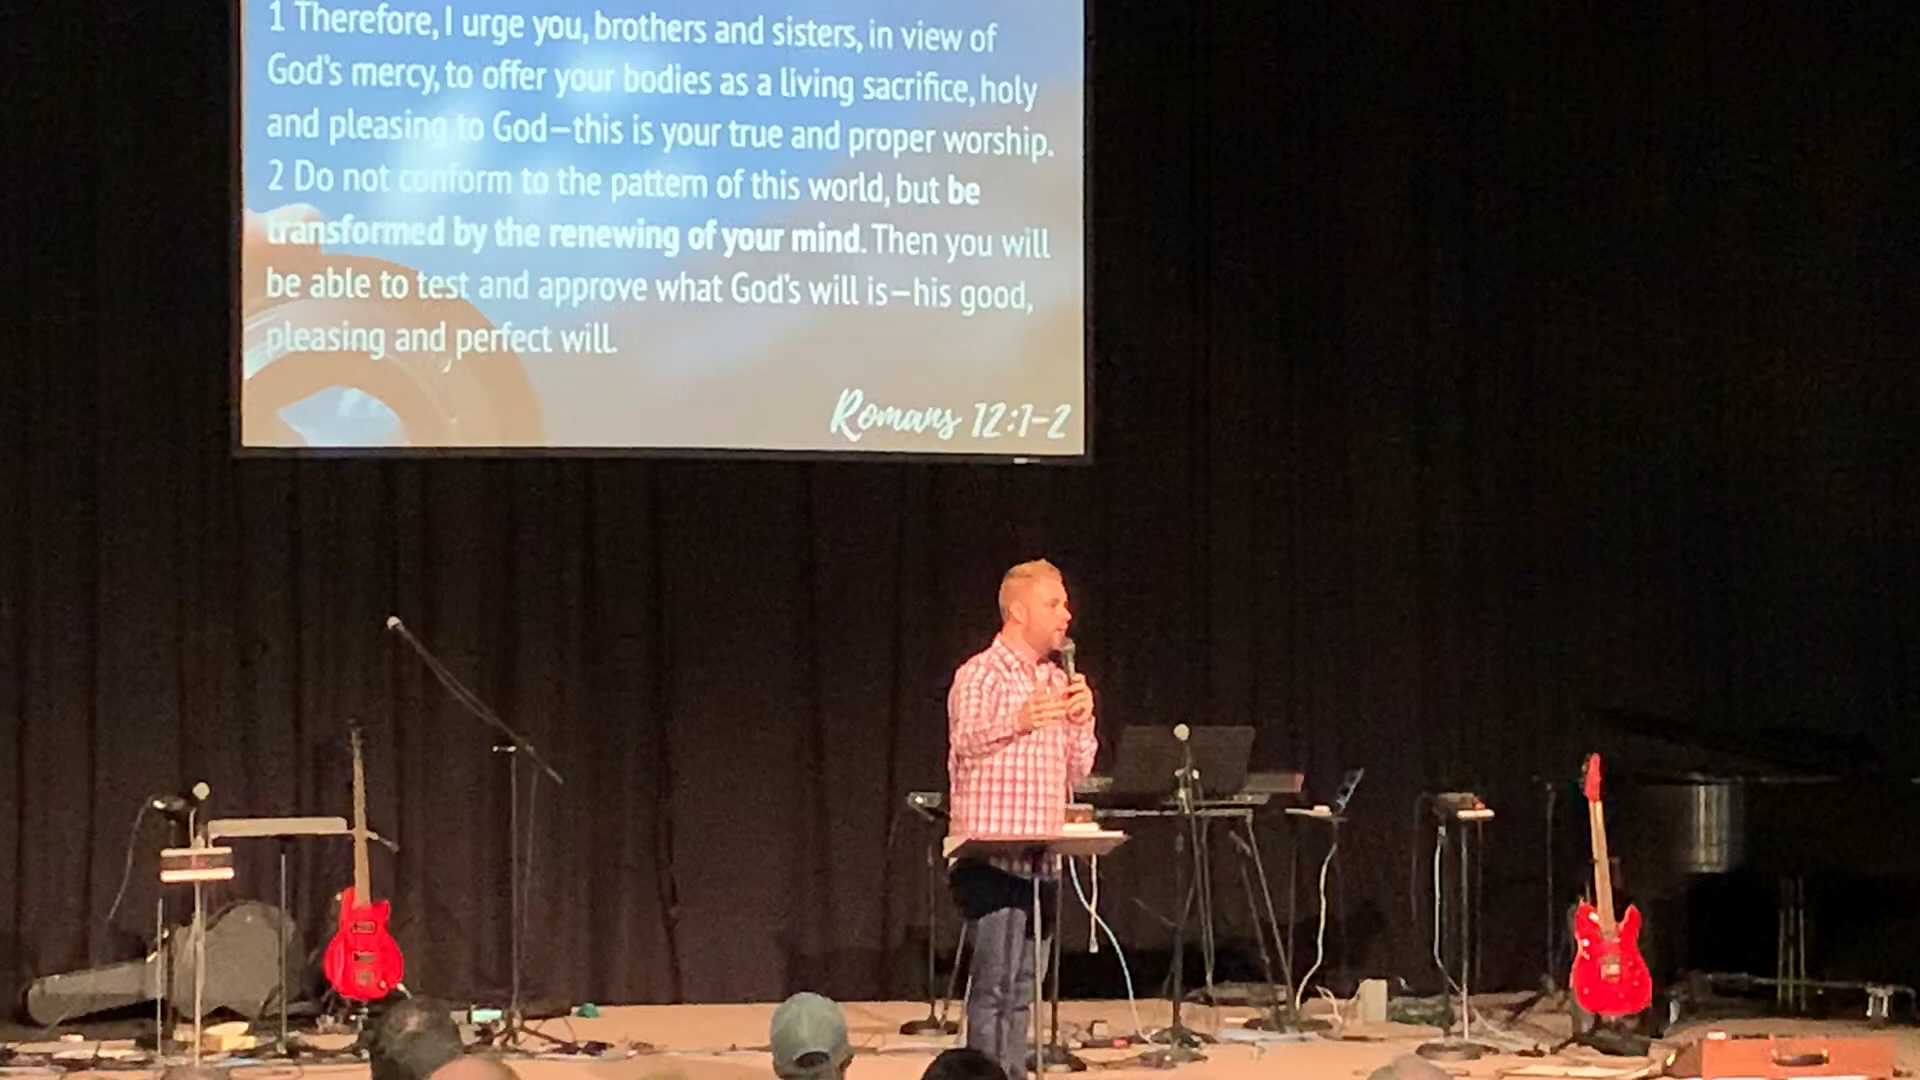 1 Therefore, I urge you, brothers and sisters, in view of
God's mercy, to offer your bodies as a living sacrifice, holy
and pleasing to God—this is your true and proper worship.
2 Do not conform to the pattern of this world, but be
transformed by the renewing of your mind. Then you will
be able to test and approve what God's will is—his good,
pleasing and perfect will.
Romans 12:1-2